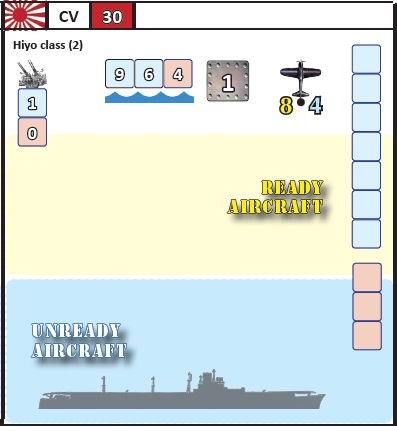 CV 30
Hiyo class (2)
9 6 4 1
8 4
1
0
READY
AIRCRAFT
UNREADY
AIRCRAFT